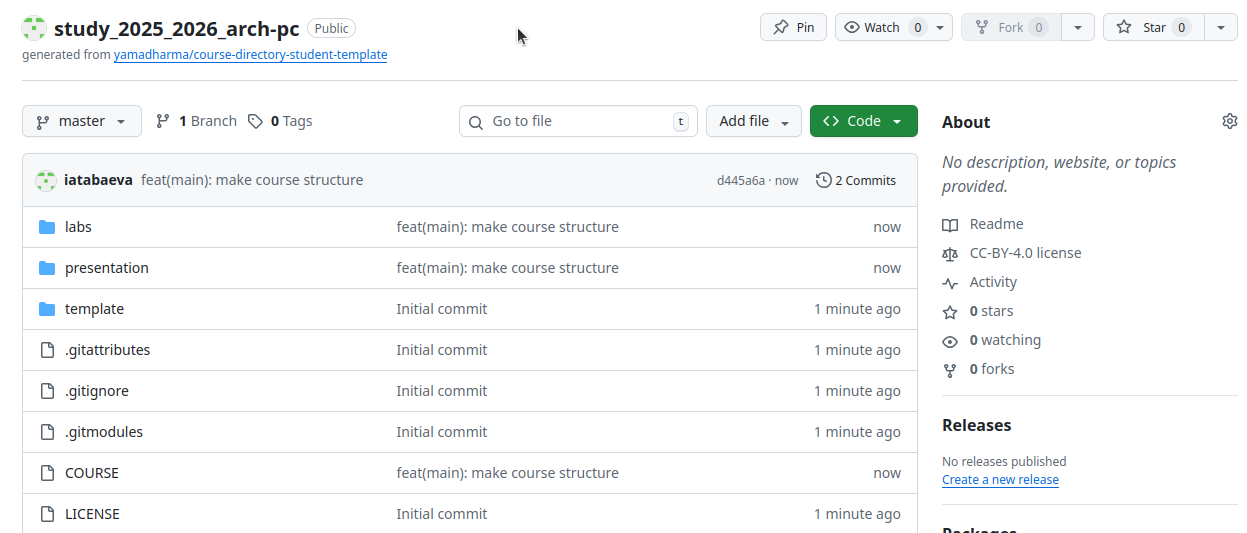 study_2025_2026_arch-pc Public Pin Watch 0 Fork 0 Star 0
generated from yamadharma/course-directory-student-template
master 1 Branch 0 Tags Go to file t Add file Code
iatabaeva feat(main): make course structure d445a6a · now 2 Commits
labs feat(main): make course structure now
presentation feat(main): make course structure now
template Initial commit 1 minute ago
.gitattributes Initial commit 1 minute ago
.gitignore Initial commit 1 minute ago
.gitmodules Initial commit 1 minute ago
COURSE feat(main): make course structure now
LICENSE Initial commit 1 minute ago
About
No description, website, or topics
provided.
Readme
CC-BY-4.0 license
Activity
0 stars
0 watching
0 forks
Releases
No releases published
Create a new release
Packages